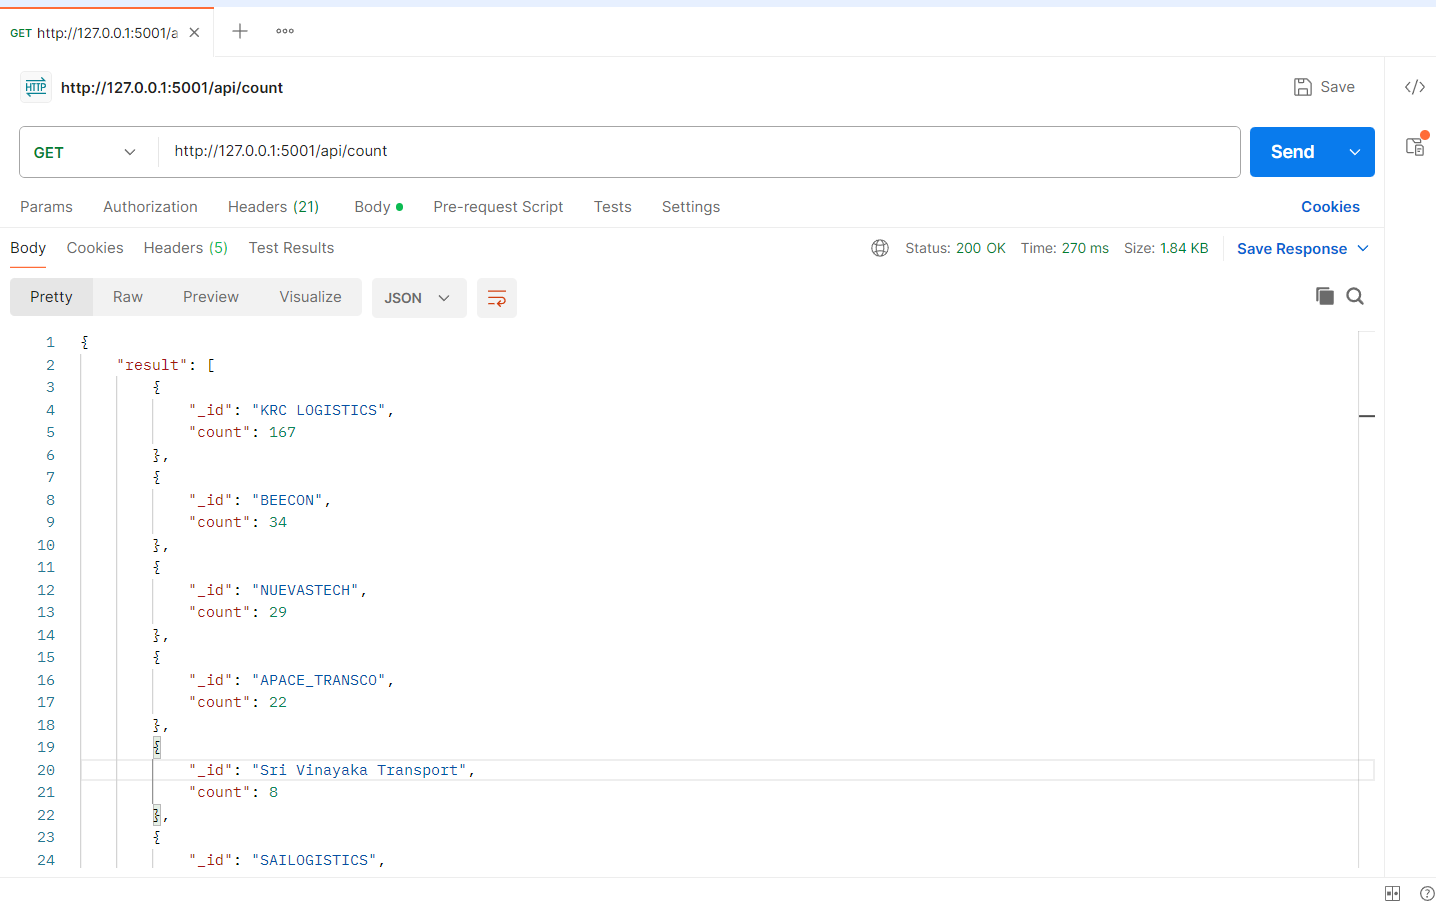 GET http://127.0.0.1:5001/a
HTTP http://127.0.0.1:5001/api/count
Save
GET http://127.0.0.1:5001/api/count
Send
Params Authorization Headers (21) Body Pre-request Script Tests Settings Cookies
Body Cookies Headers (5) Test Results Status: 200 OK Time: 270 ms Size: 1.84 KB Save Response
Pretty Raw Preview Visualize JSON
1 {
2 "result": [
3 {
4 "_id": "KRC LOGISTICS",
5 "count": 167
6 },
7 {
8 "_id": "BEECON",
9 "count": 34
10 },
11 {
12 "_id": "NUEVASTECH",
13 "count": 29
14 },
15 {
16 "_id": "APACE_TRANSCO",
17 "count": 22
18 },
19 {
20 "_id": "Sri Vinayaka Transport",
21 "count": 8
22 },
23 {
24 "_id": "SAILOGISTICS",